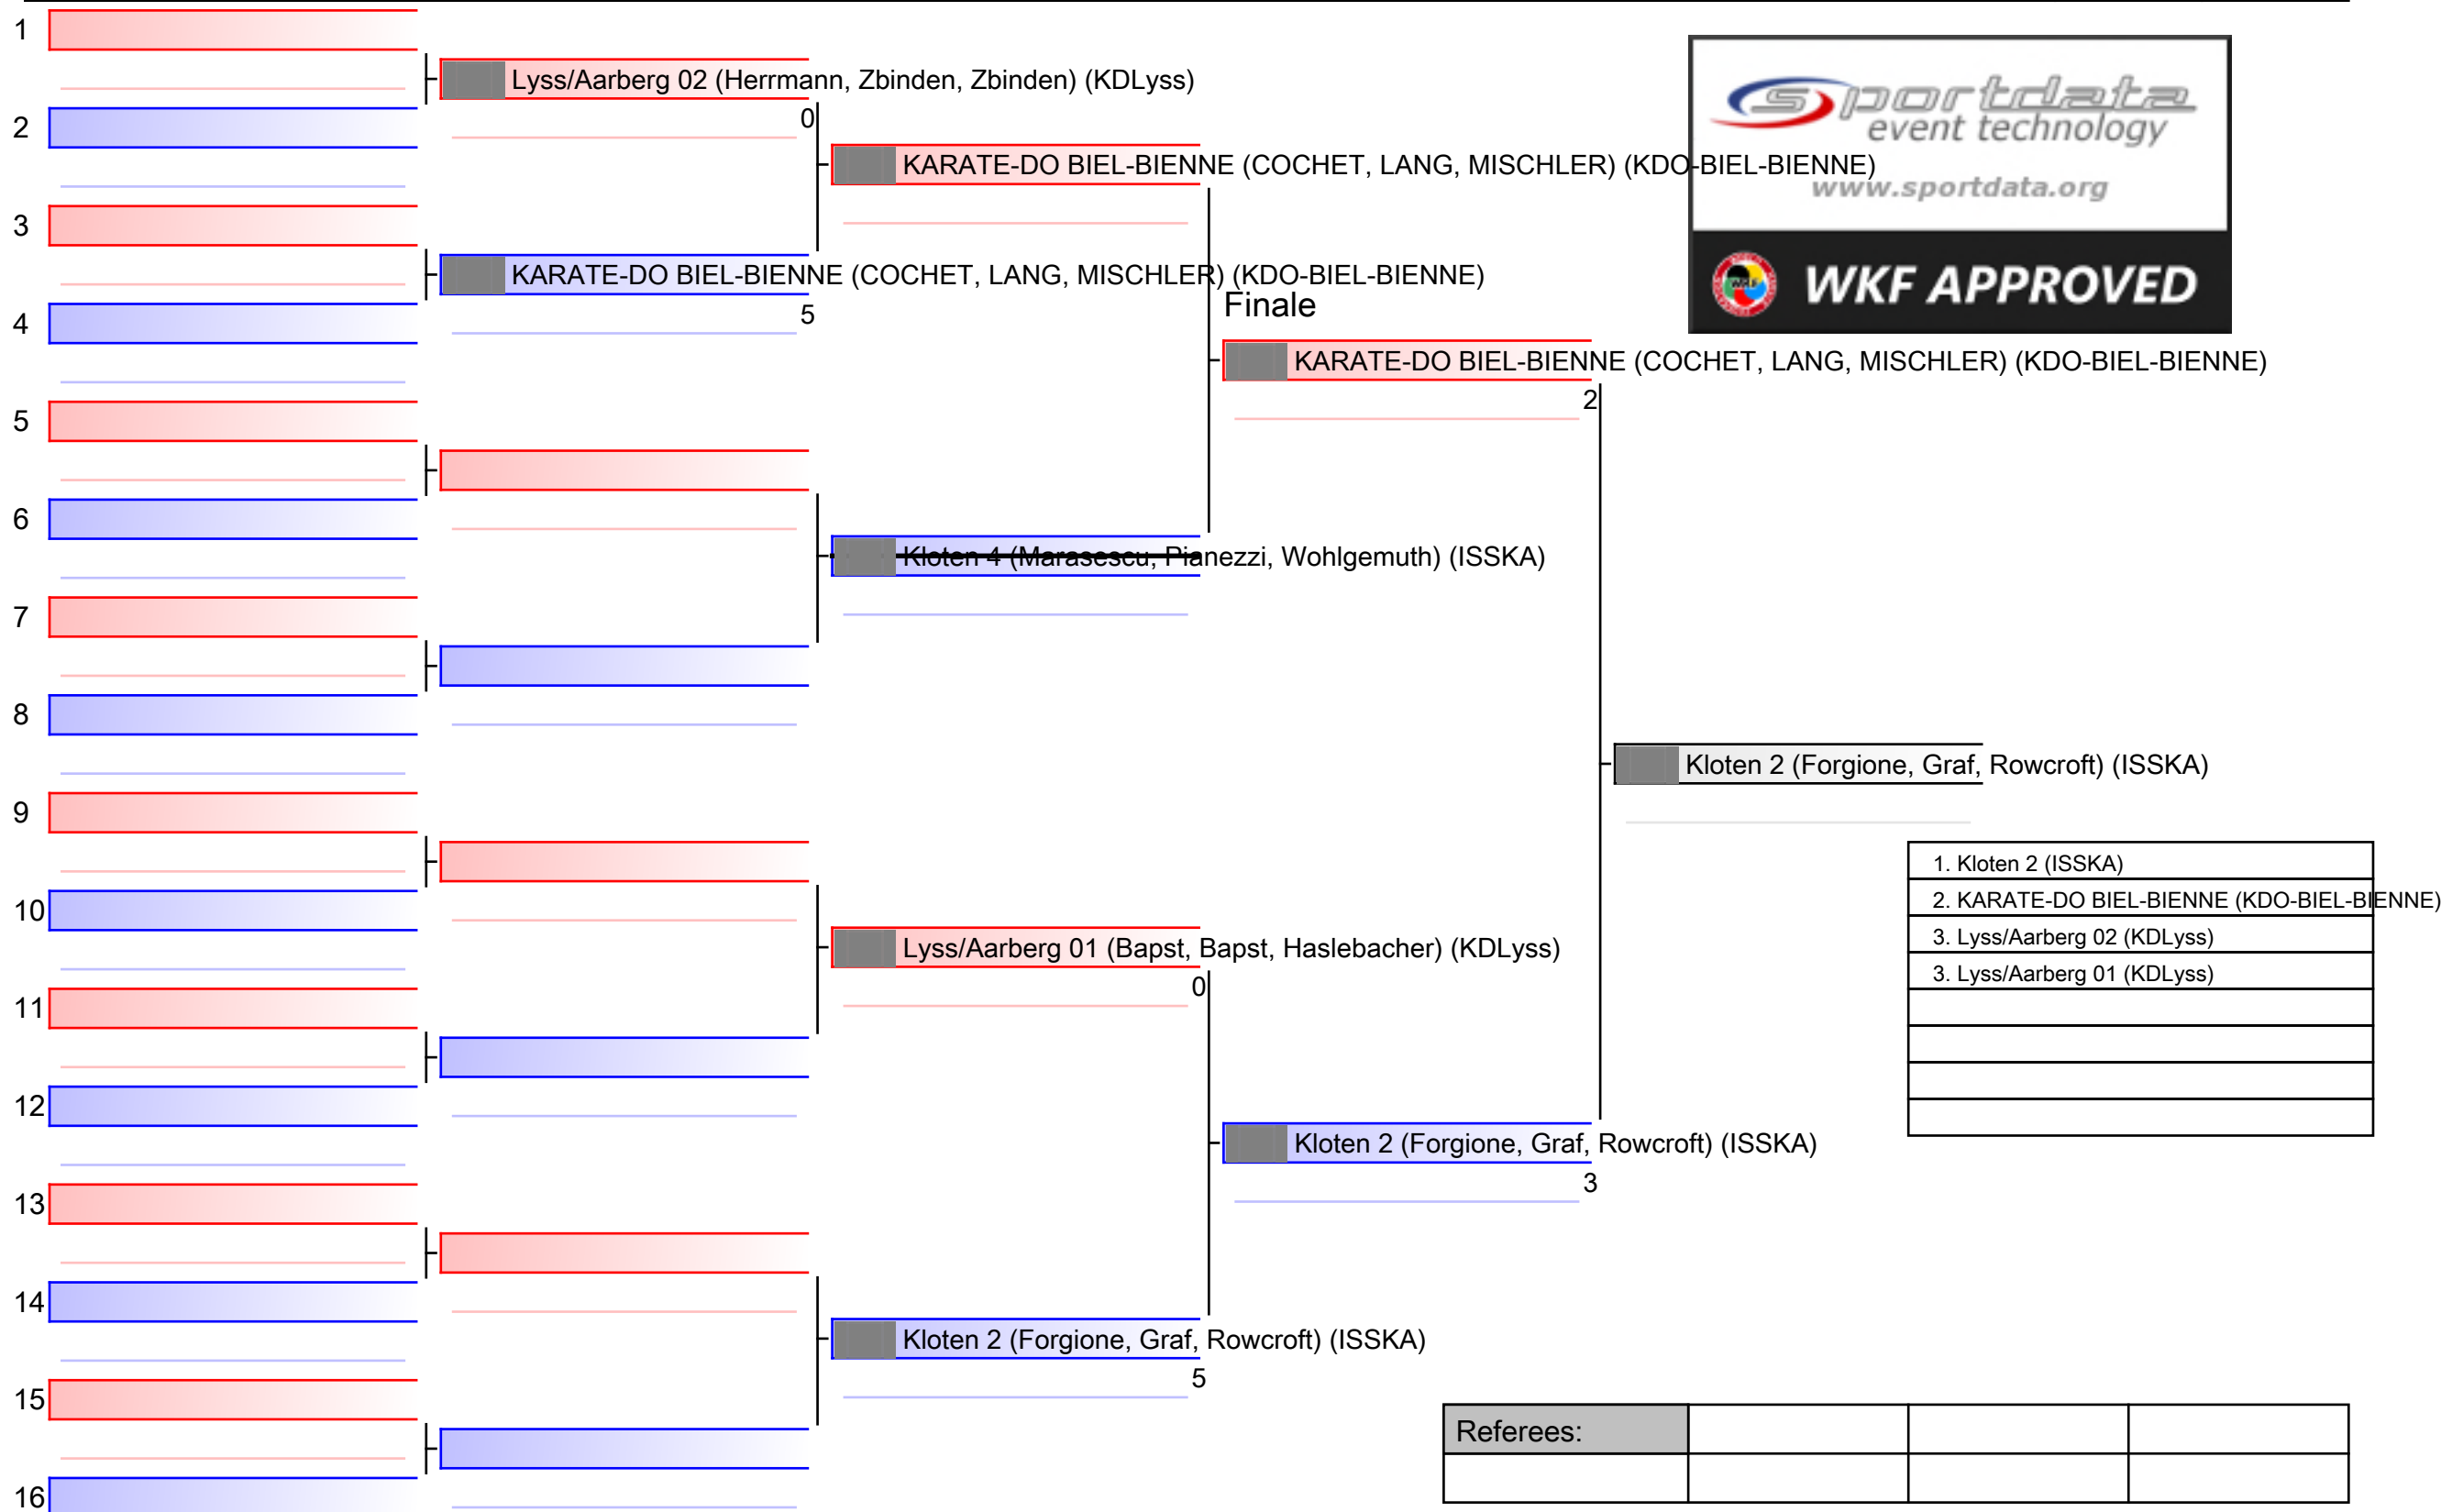 1
Lyss/Aarberg 02 (Herrmann, Zbinden, Zbinden) (KDLyss)
0
2
KARATE-DO BIEL-BIENNE (COCHET, LANG, MISCHLER) (KDO-BIEL-BIENNE)
sportdata
event technology
www.sportdata.org
WKF
WKF APPROVED
3
KARATE-DO BIEL-BIENNE (COCHET, LANG, MISCHLER) (KDO-BIEL-BIENNE)
5
4
Finale
KARATE-DO BIEL-BIENNE (COCHET, LANG, MISCHLER) (KDO-BIEL-BIENNE)
2
5
6
Kloten 4 (Marasescu, Pianezzi, Wohlgemuth) (ISSKA)
7
8
Kloten 2 (Forgione, Graf, Rowcroft) (ISSKA)
9
1. Kloten 2 (ISSKA)
2. KARATE-DO BIEL-BIENNE (KDO-BIEL-BIENNE)
3. Lyss/Aarberg 02 (KDLyss)
3. Lyss/Aarberg 01 (KDLyss)
10
Lyss/Aarberg 01 (Bapst, Bapst, Haslebacher) (KDLyss)
0
11
12
Kloten 2 (Forgione, Graf, Rowcroft) (ISSKA)
3
13
14
Kloten 2 (Forgione, Graf, Rowcroft) (ISSKA)
5
15
16
Referees: